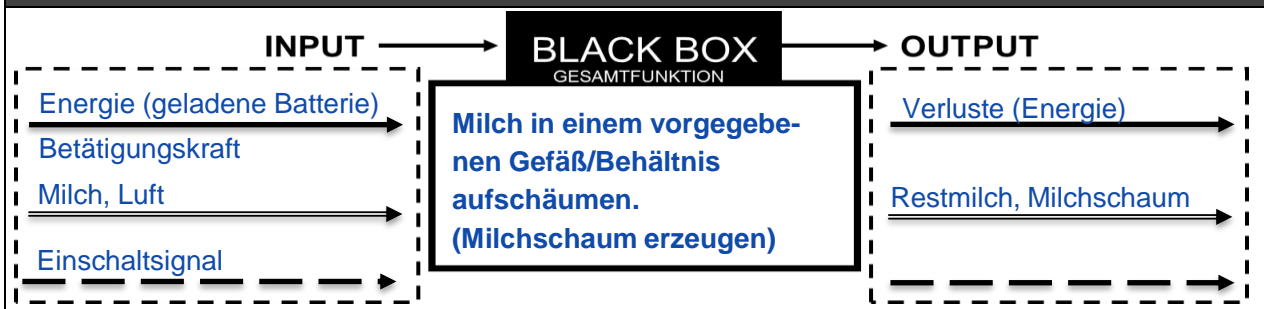 INPUT
BLACK BOX
OUTPUT
GESAMTFUNKTION
Energie (geladene Batterie)
Betätigungskraft
Milch, Luft
Einschaltsignal
Milch in einem vorgegebe-
nen Gefäß/Behältnis
aufschäumen.
(Milchschaum erzeugen)
Verluste (Energie)
Restmilch, Milchschaum